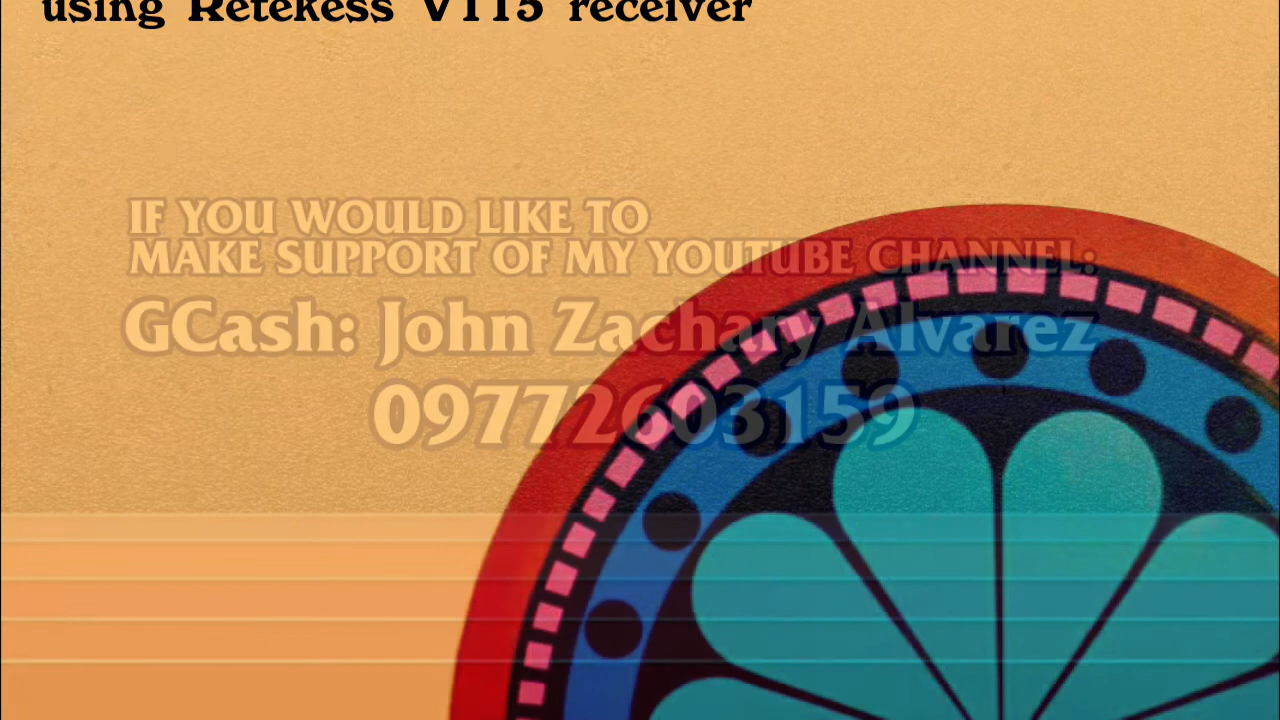 using Retekess V115 receiver
IF YOU WOULD LIKE TO
MAKE SUPPORT OF MY YOUTUBE CHANNEL:
GCash: John Zachary Alvarez
09772603159